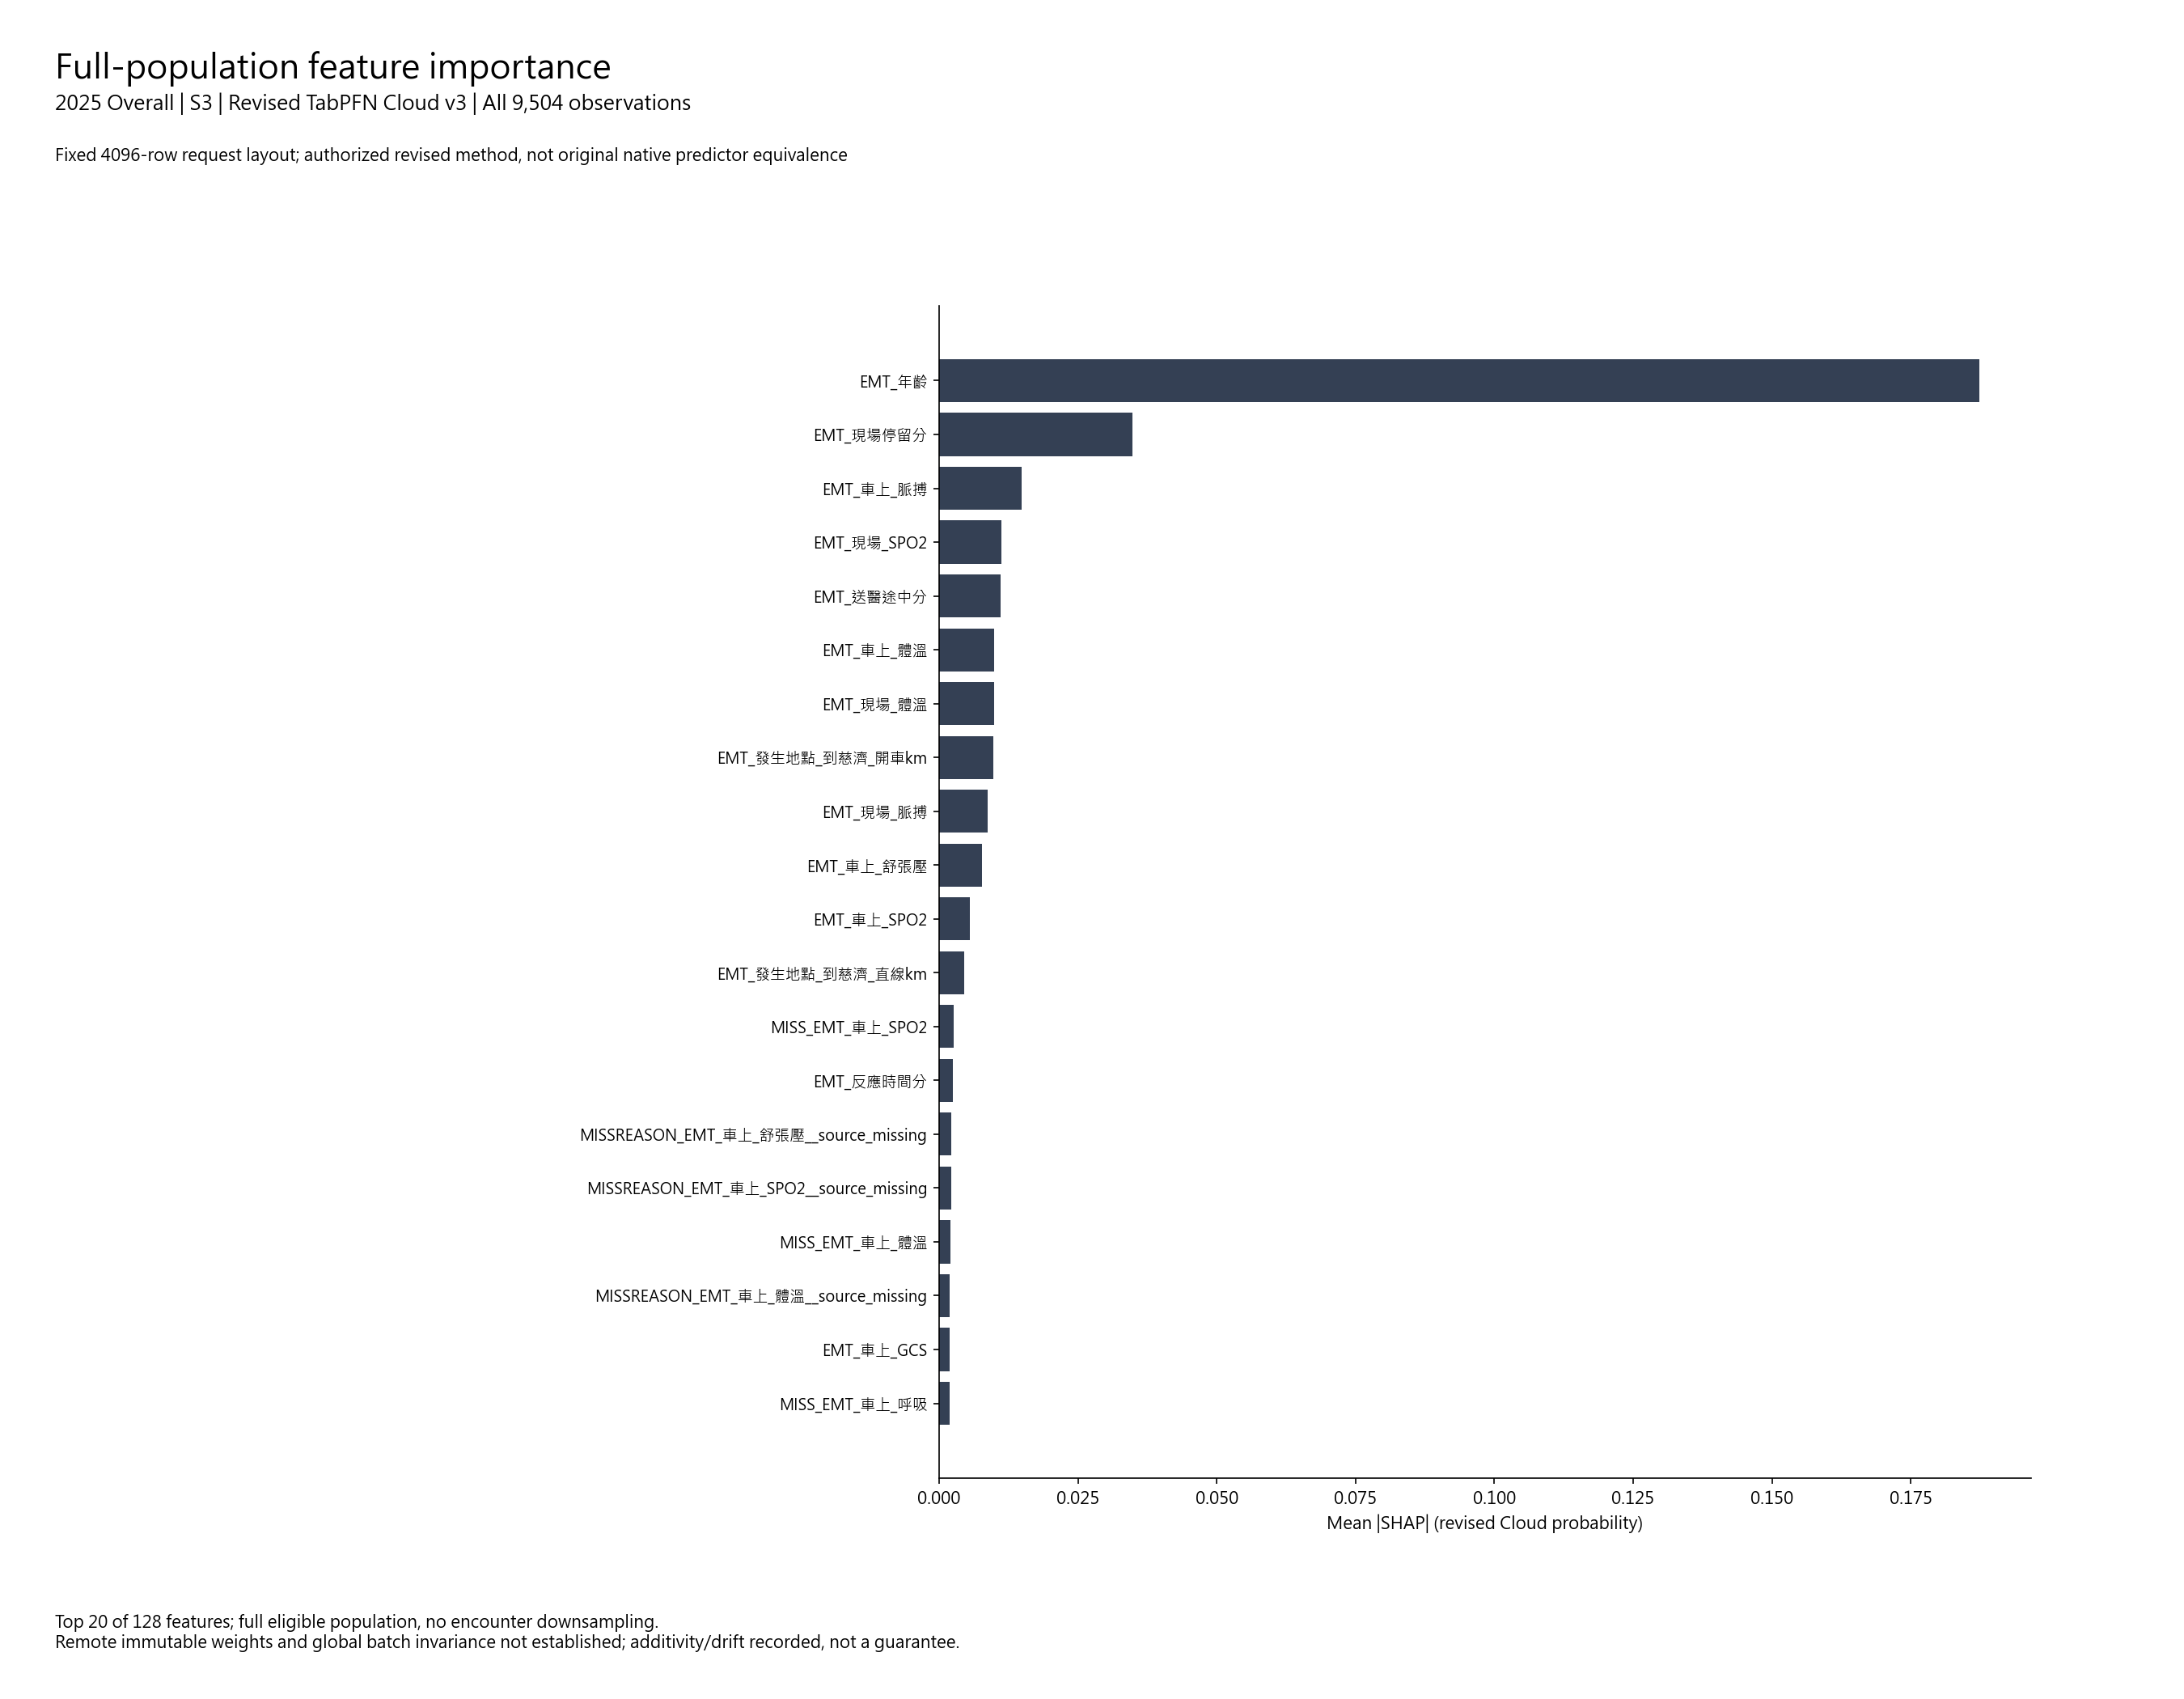 Full-population feature importance
2025 Overall | S3 | Revised TabPFN Cloud v3 | All 9,504 observations
Fixed 4096-row request layout; authorized revised method, not original native predictor equivalence
EMT_年齡
EMT_現場停留分
EMT_車上_脈搏
EMT_現場_SPO2
EMT_送醫途中分
EMT_車上_體溫
EMT_現場_體溫
EMT_發生地點_到慈濟_開車km
EMT_現場_脈搏
EMT_車上_舒張壓
EMT_車上_SPO2
EMT_發生地點_到慈濟_直線km
MISS_EMT_車上_SPO2
EMT_反應時間分
MISSREASON_EMT_車上_舒張壓__source_missing
MISSREASON_EMT_車上_SPO2__source_missing
MISS_EMT_車上_體溫
MISSREASON_EMT_車上_體溫__source_missing
EMT_車上_GCS
MISS_EMT_車上_呼吸
0.000 0.025 0.050 0.075 0.100 0.125 0.150 0.175
Mean |SHAP| (revised Cloud probability)
Top 20 of 128 features; full eligible population, no encounter downsampling.
Remote immutable weights and global batch invariance not established; additivity/drift recorded, not a guarantee.